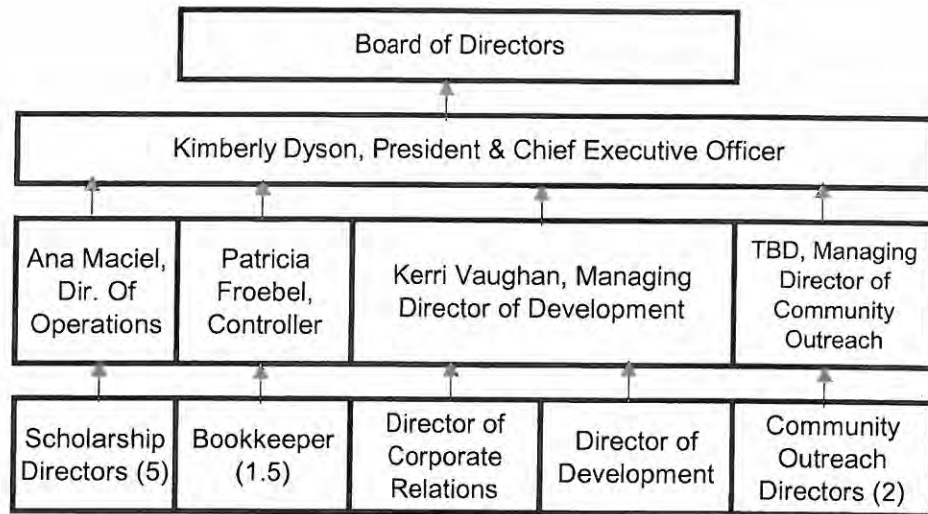 Board of Directors
Kimberly Dyson, President & Chief Executive Officer
Ana Maciel,
Dir. Of
Operations
Patricia
Froebel,
Controller
Kerri Vaughan, Managing
Director of Development
TBD, Managing
Director of
Community
Outreach
Scholarship
Directors (5)
Bookkeeper
(1.5)
Director of
Corporate
Relations
Director of
Development
Community
Outreach
Directors (2)